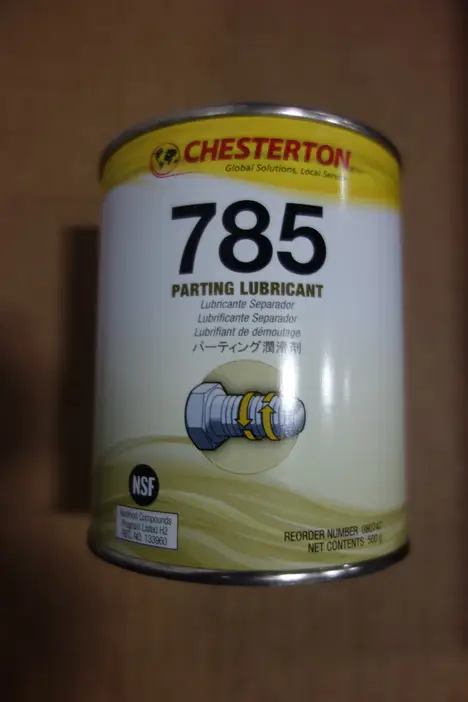 CHESTERTON
Global Solutions, Local Service
785
PARTING LUBRICANT
Lubricante Separador
Lubrificante Separador
Lubrifiant de démoulage
パーティング潤滑剤
NSF
Nonfood Compounds
Program Listed H2
REG. NO. 133960
REORDER NUMBER
NET CONTENTS 500 g